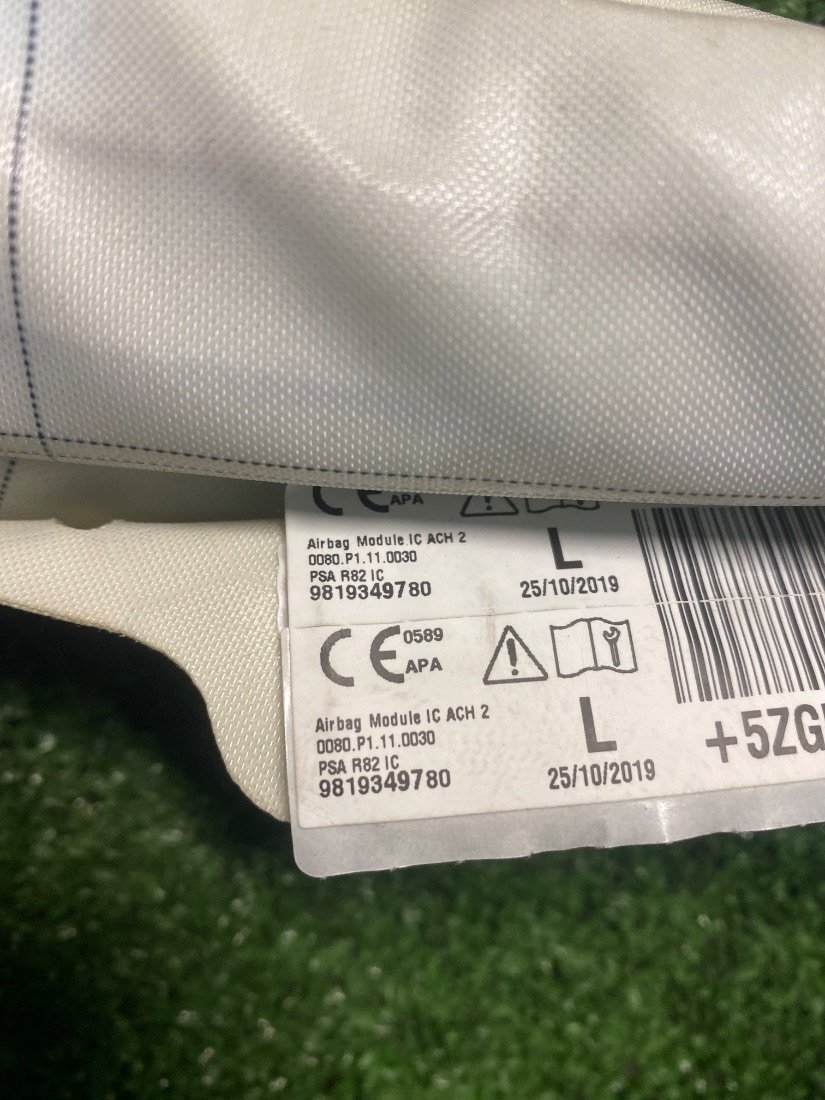 CE APA
Airbag Module IC ACH 2
0080.P1.11.0030
PSA R82 IC
9819349780
L
25/10/2019
CE 0589
APA
Airbag Module IC ACH 2
0080.P1.11.0030
PSA R82 IC
9819349780
L
25/10/2019
+5ZG